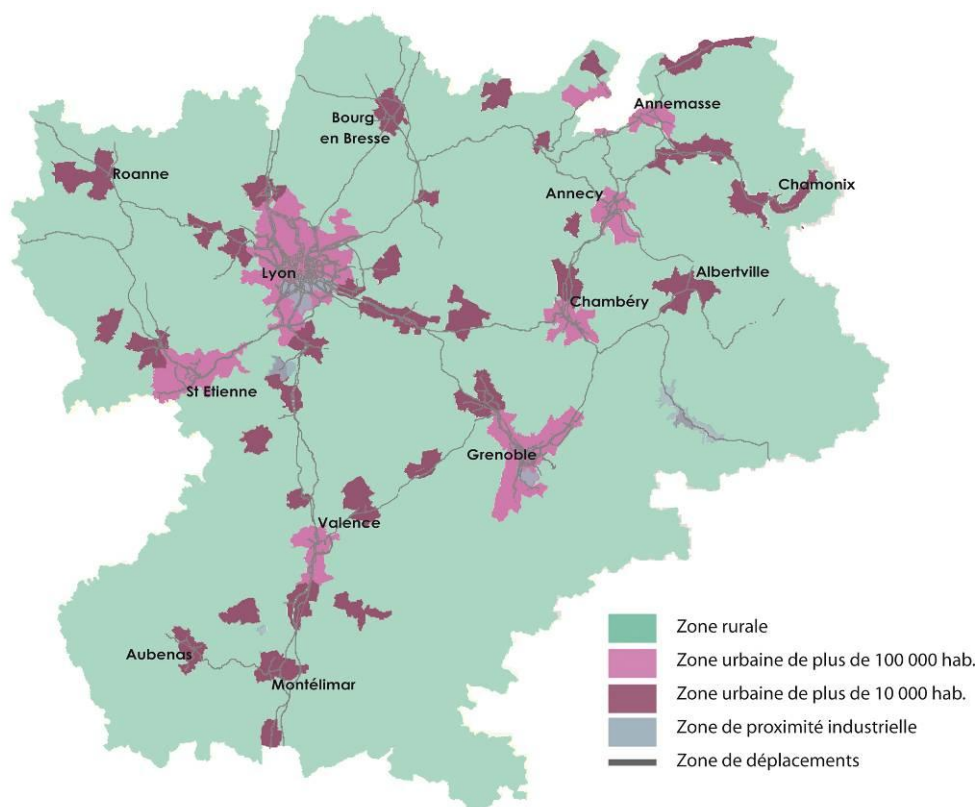 Annemasse
Bourg
en Bresse
Roanne
Chamonix
Annecy
Lyon
Albertville
Chambéry
St Etienne
Grenoble
Valence
Aubenas
Montélimar
Zone rurale
Zone urbaine de plus de 100 000 hab.
Zone urbaine de plus de 10 000 hab.
Zone de proximité industrielle
Zone de déplacements